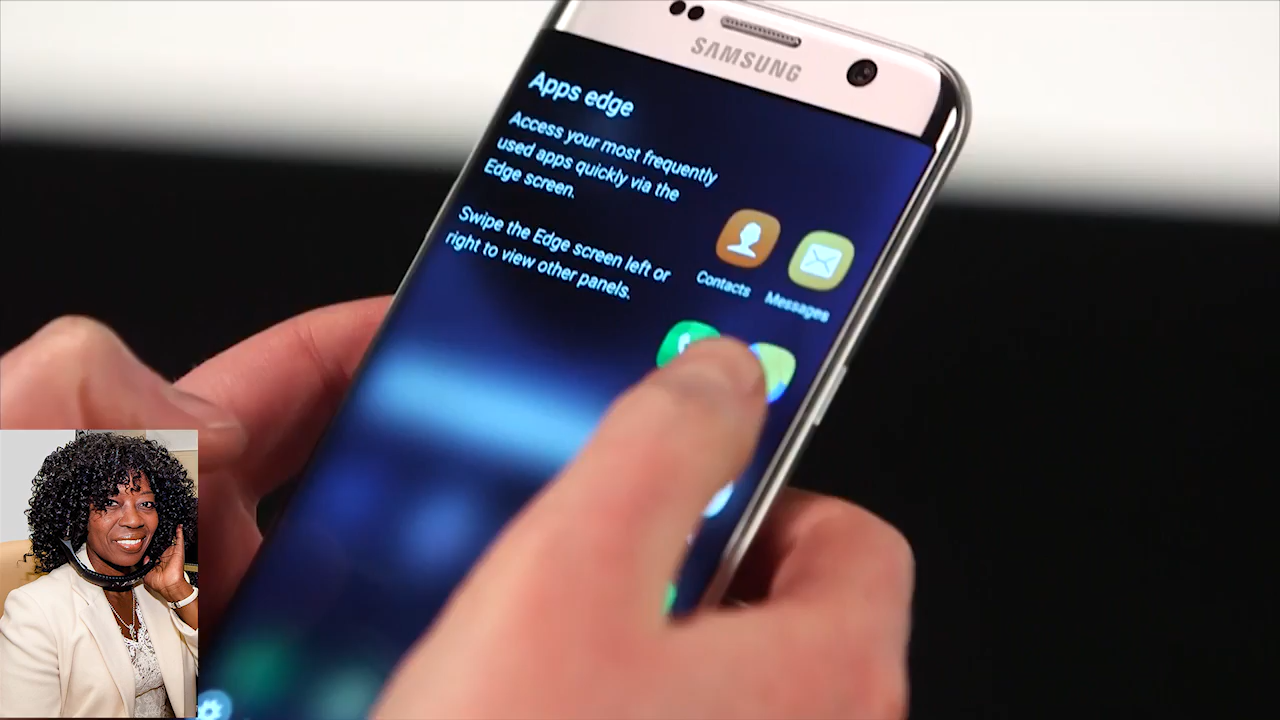 SAMSUNG
Apps edge
Access your most frequently
used apps quickly via the
Edge screen.
Swipe the Edge screen left or
right to view other panels.
Contacts
Messages